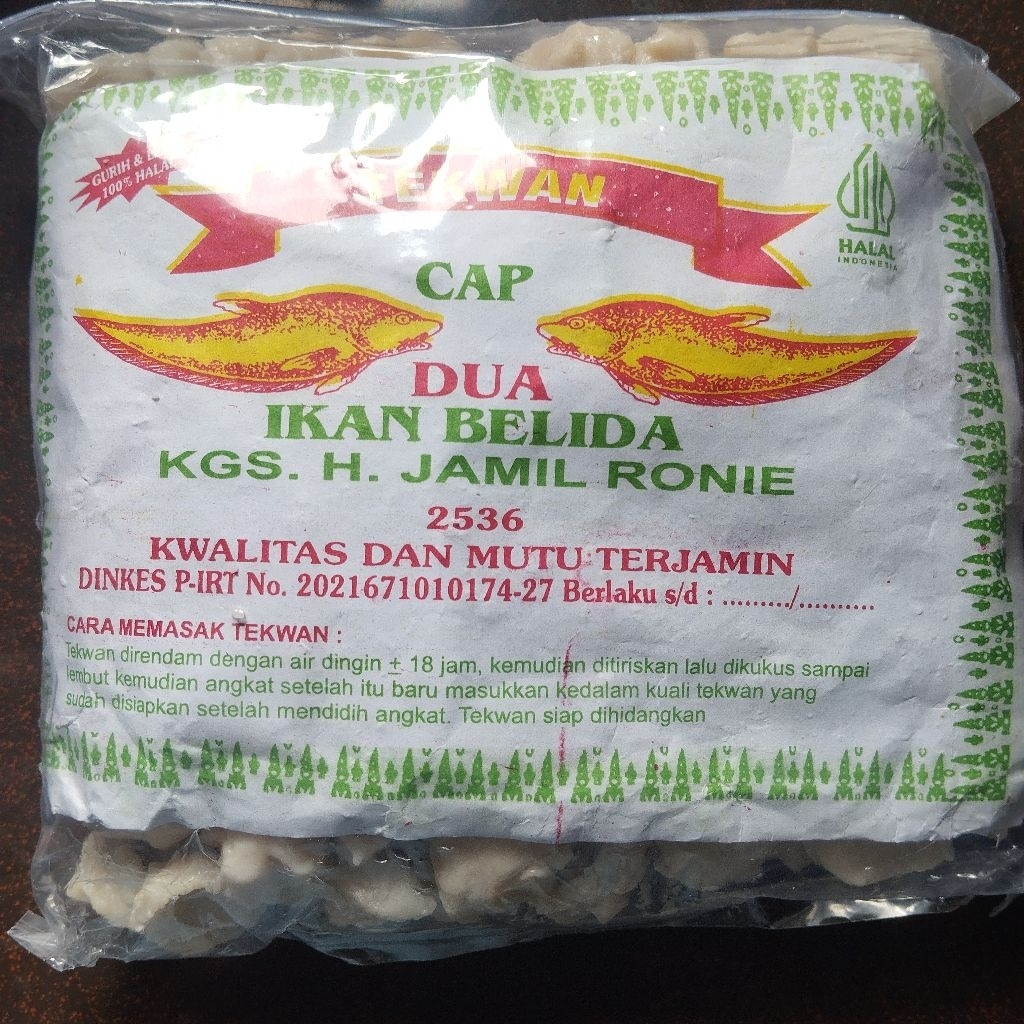 GURIH &
100% HALAL
TEKWAN
HALAL
INDONESIA
CAP
DUA
IKAN BELIDA
KGS. H. JAMIL RONIE
2536
KWALITAS DAN MUTU TERJAMIN
DINKES P-IRT No. 2021671010174-27 Berlaku s/d : ........./...........
CARA MEMASAK TEKWAN :
Tekwan direndam dengan air dingin ± 18 jam, kemudian ditiriskan lalu dikukus sampai
lembut kemudian angkat setelah itu baru masukkan kedalam kuali tekwan yang
sudah disiapkan setelah mendidih angkat. Tekwan siap dihidangkan